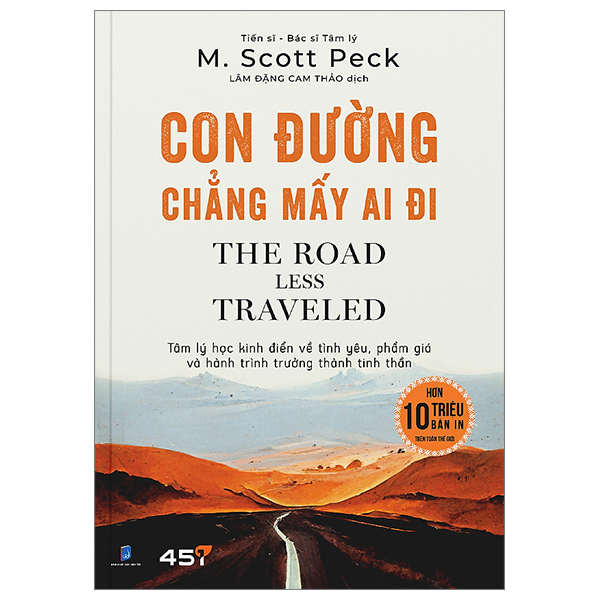 Tiến sĩ - Bác sĩ Tâm lý
M. Scott Peck
LÂM ĐẶNG CAM THẢO dịch
CON ĐƯỜNG
CHẲNG MẤY AI ĐI
THE ROAD
LESS
TRAVELED
Tâm lý học kinh điển về tình yêu, phẩm giá
và hành trình trưởng thành tinh thần
HƠN
10 TRIỆU
BẢN IN
TRÊN TOÀN THẾ GIỚI
451